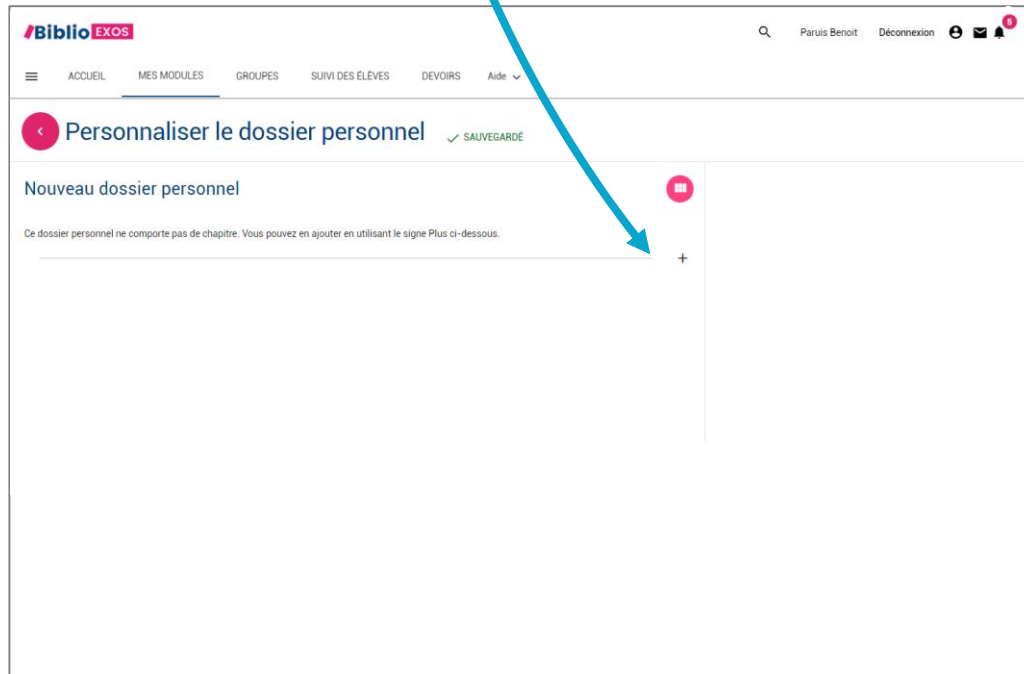 /Biblio EXOS
Paruis Benoit Déconnexion 5
ACCUEIL MES MODULES GROUPES SUIVI DES ÉLÈVES DEVOIRS Aide
Personnaliser le dossier personnel SAUVEGARDÉ
Nouveau dossier personnel
Ce dossier personnel ne comporte pas de chapitre. Vous pouvez en ajouter en utilisant le signe Plus ci-dessous.
+